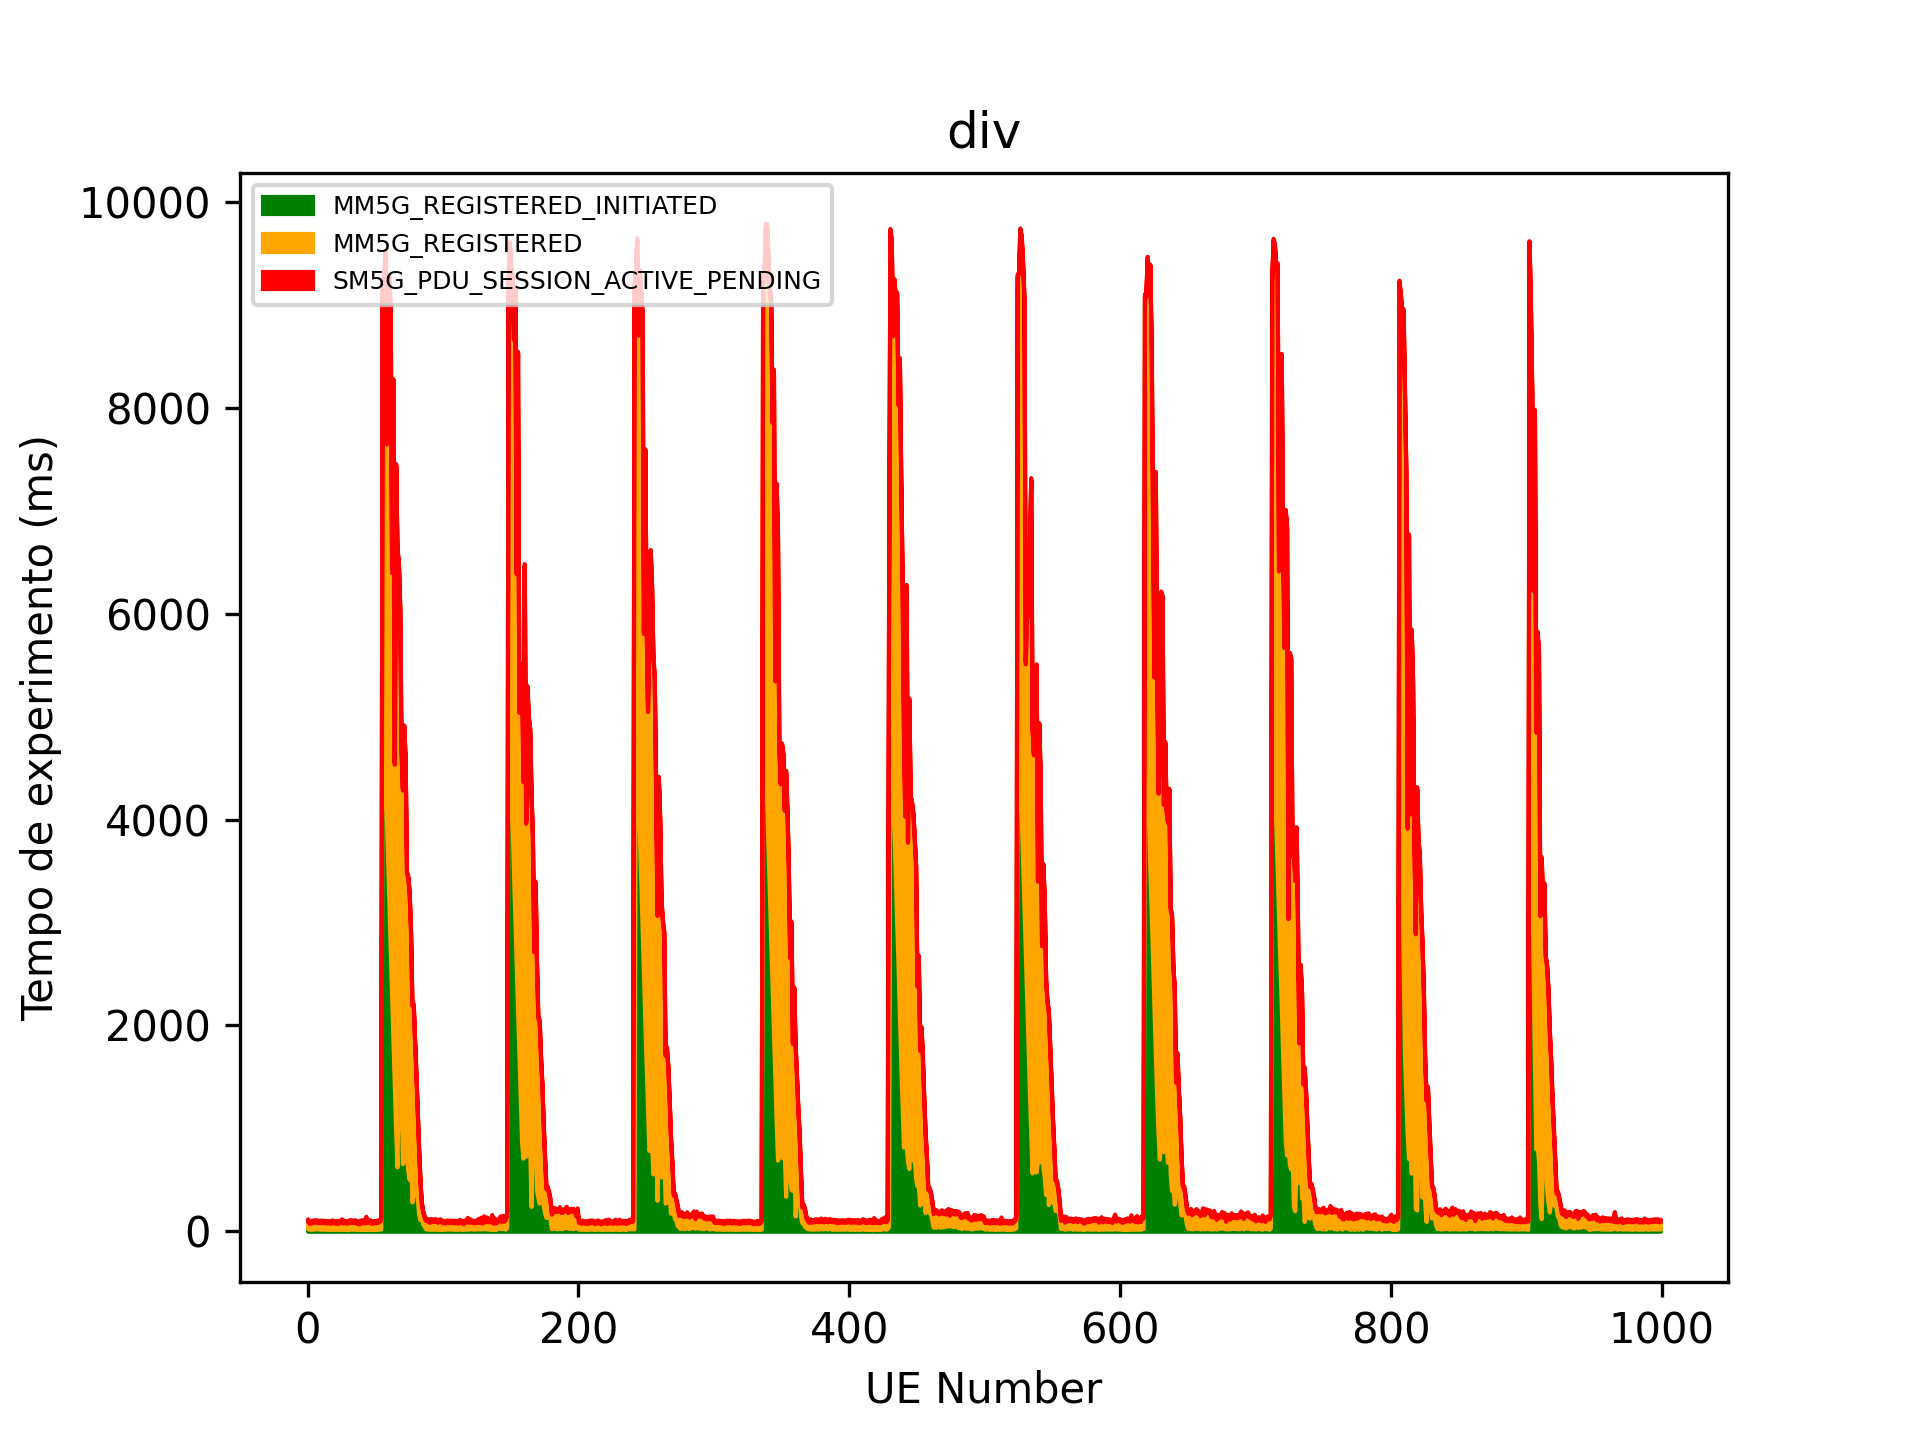 div
10000
8000
6000
4000
2000
0
Tempo de experimento (ms)
MM5G_REGISTERED_INITIATED
MM5G_REGISTERED
SM5G_PDU_SESSION_ACTIVE_PENDING
0 200 400 600 800 1000
UE Number